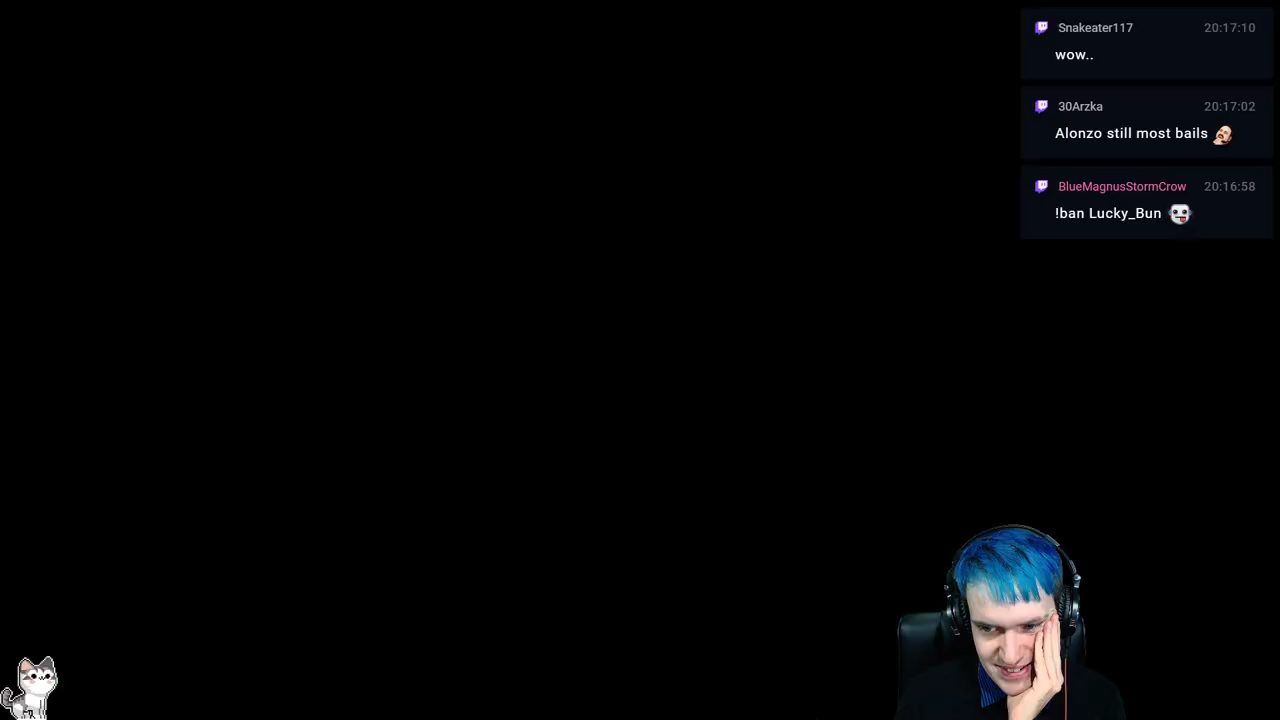 Snakeater117 20:17:10
wow..
30Arzka 20:17:02
Alonzo still most bails
BlueMagnusStormCrow 20:16:58
!ban Lucky_Bun